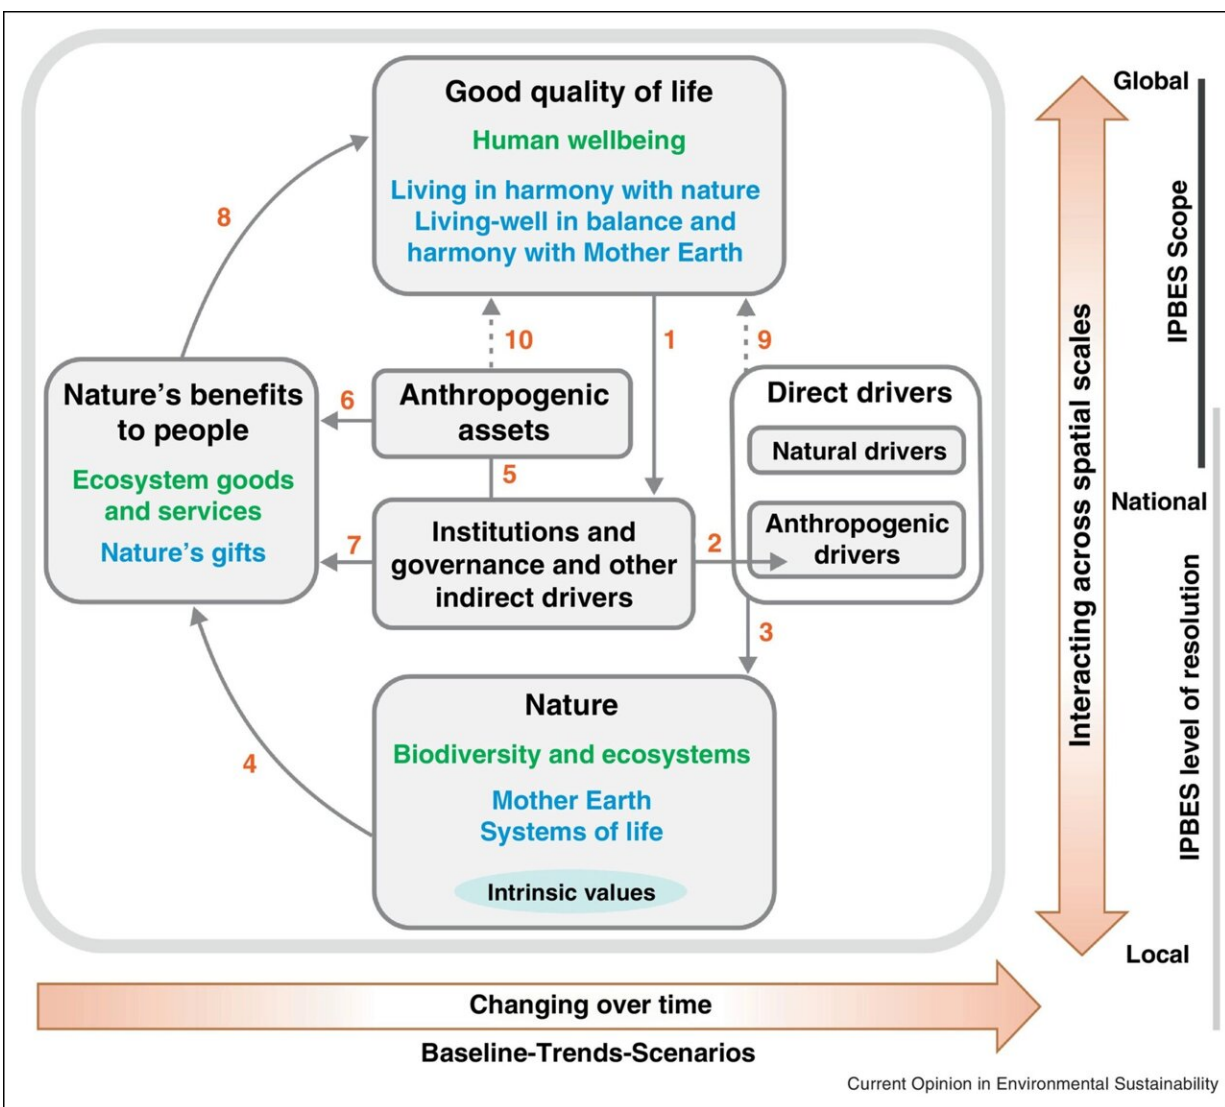 Good quality of life
Human wellbeing
Living in harmony with nature
Living-well in balance and
harmony with Mother Earth
8
10
1
9
Nature's benefits
to people
Ecosystem goods
and services
Nature's gifts
6
Anthropogenic
assets
5
7
Institutions and
governance and other
indirect drivers
2
Direct drivers
Natural drivers
Anthropogenic
drivers
3
4
Nature
Biodiversity and ecosystems
Mother Earth
Systems of life
Intrinsic values
Interacting across spatial scales
Global
National
Local
IPBES Scope
IPBES level of resolution
Changing over time
Baseline-Trends-Scenarios
Current Opinion in Environmental Sustainability